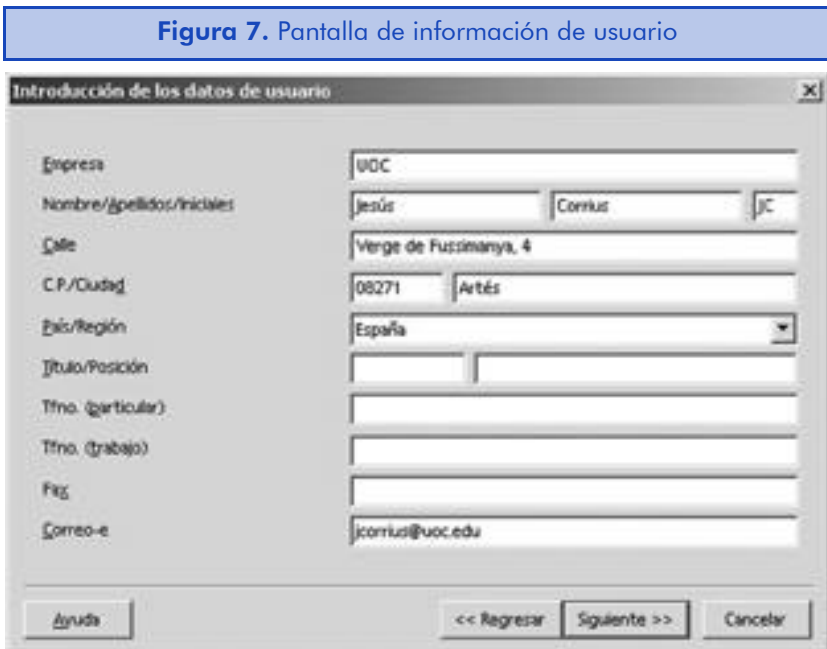 Figura 7. Pantalla de información de usuario
Introducción de los datos de usuario
Empresa UOC
Nombre/Apellidos/Iniciales Jesús Corrius JC
Calle Verge de Fussimanya, 4
C.P./Ciudad 08271 Artés
País/Región España
Título/Posición
Tfno. (particular)
Tfno. (trabajo)
Fax
Correo-e jcorrius@uoc.edu
Ayuda << Regresar Siguiente >> Cancelar